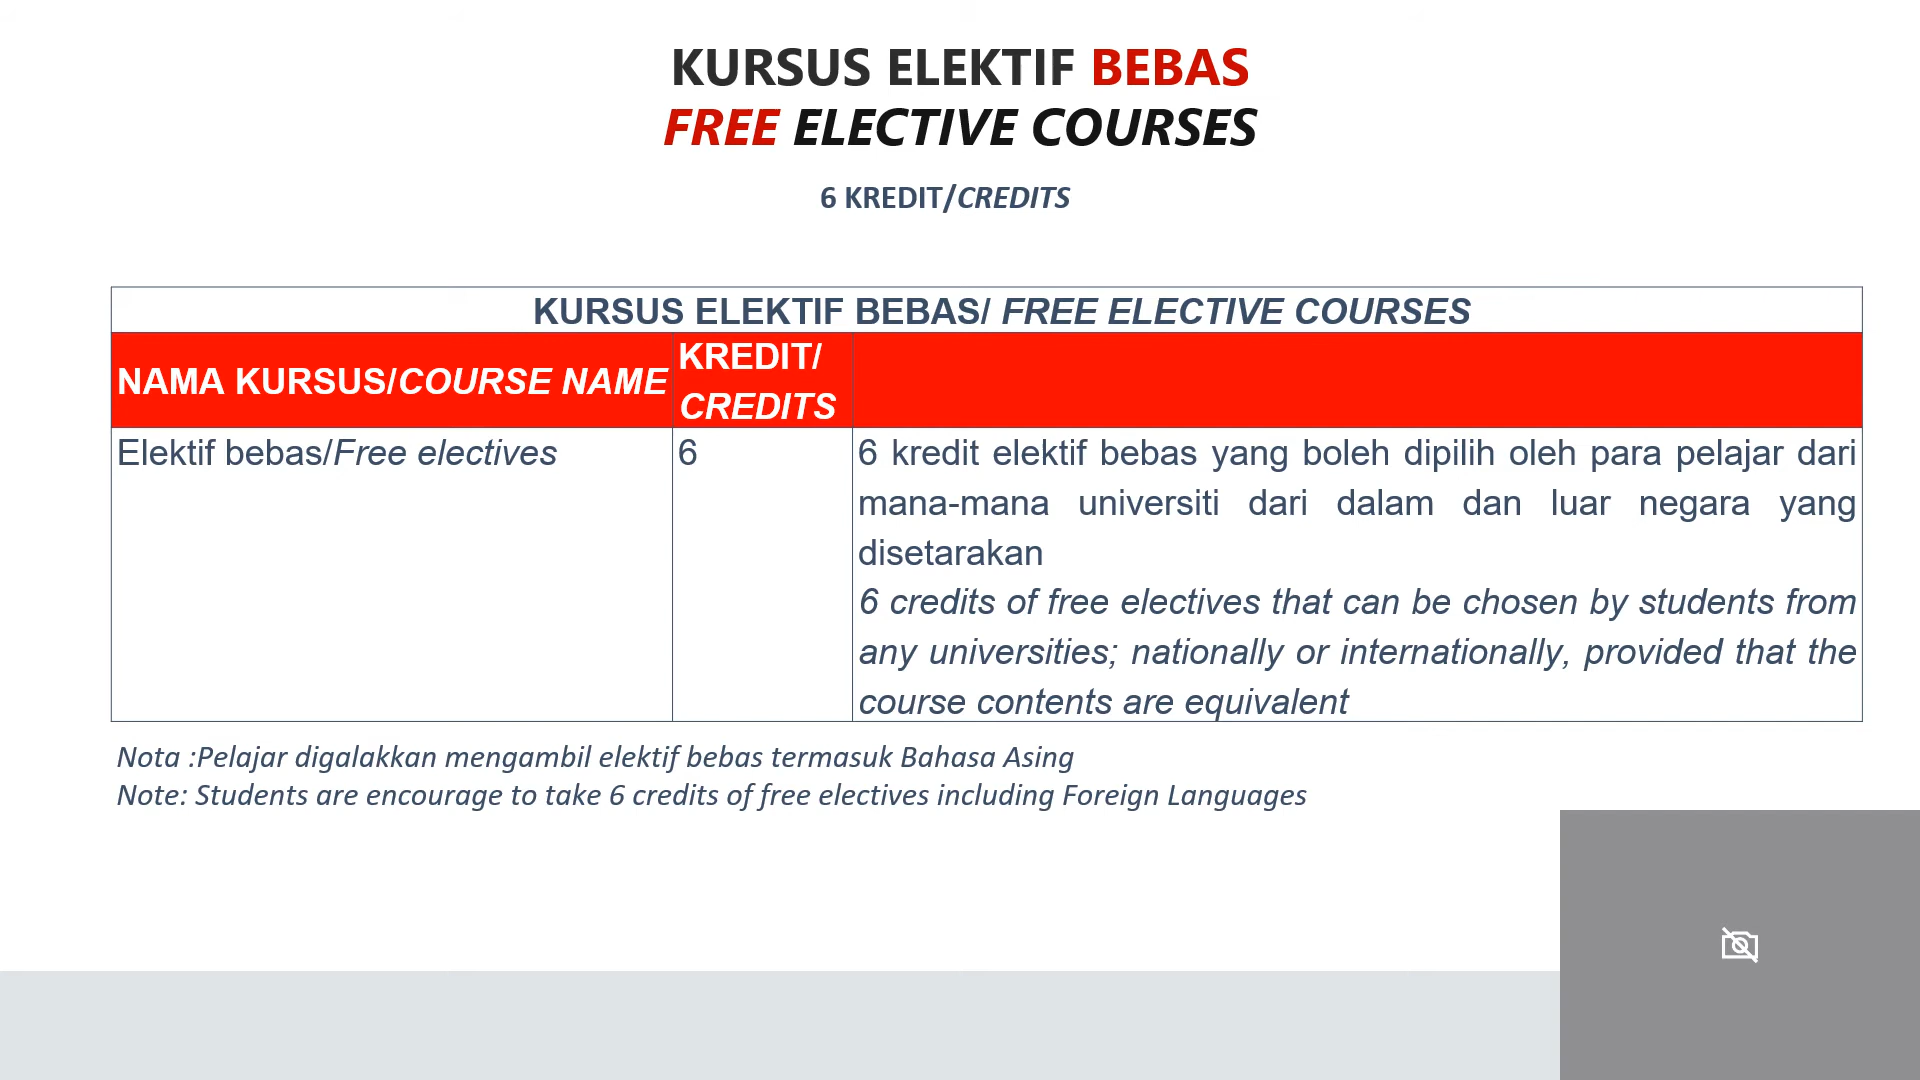 KURSUS ELEKTIF BEBAS
FREE ELECTIVE COURSES
6 KREDIT/CREDITS
KURSUS ELEKTIF BEBAS/ FREE ELECTIVE COURSES
NAMA KURSUS/COURSE NAME
KREDIT/
CREDITS
Elektif bebas/Free electives
6
6 kredit elektif bebas yang boleh dipilih oleh para pelajar dari
mana-mana universiti dari dalam dan luar negara yang
disetarakan
6 credits of free electives that can be chosen by students from
any universities; nationally or internationally, provided that the
course contents are equivalent
Nota :Pelajar digalakkan mengambil elektif bebas termasuk Bahasa Asing
Note: Students are encourage to take 6 credits of free electives including Foreign Languages